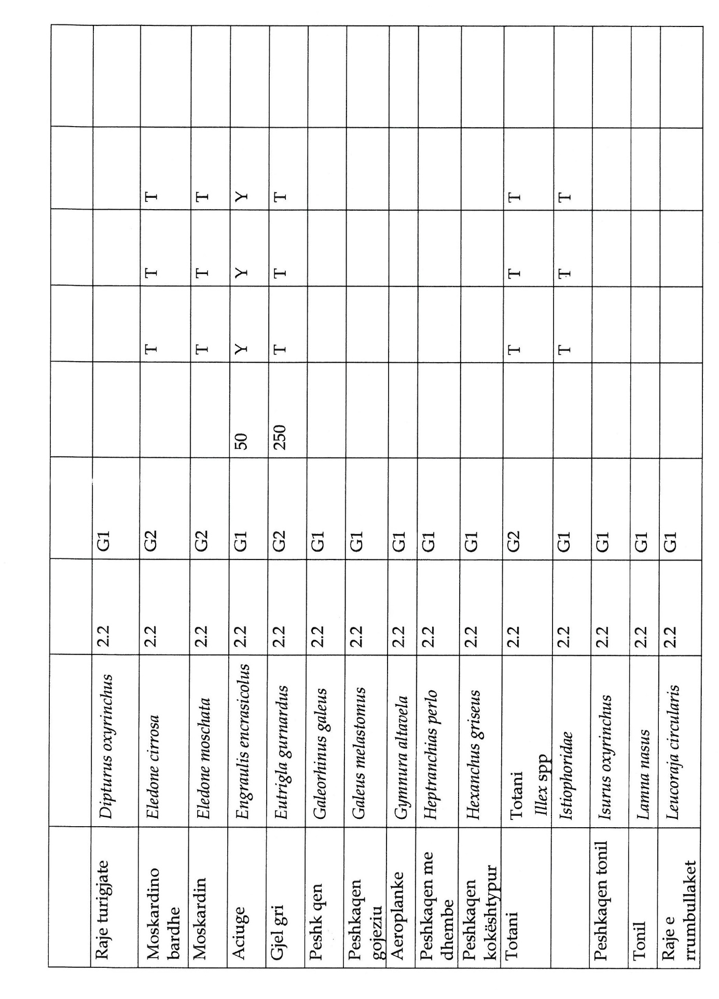 Raje turigjate Dipturus oxyrinchus 2.2 G1
Moskardino Eledone cirrosa 2.2 G2 T T T
bardhe
Moskardin Eledone moschata 2.2 G2 T T T
Aciuge Engraulis encrasicolus 2.2 G1 50 Y Y Y
Gjel gri Eutrigla gurnardus 2.2 G2 250 T T T
Peshk qen Galeorhinus galeus 2.2 G1
Peshkaqen Galeus melastomus 2.2 G1
gojeziu
Aeroplanke Gymnura altavela 2.2 G1
Peshkaqen me Heptranchias perlo 2.2 G1
dhembe
Peshkaqen Hexanchus griseus 2.2 G1
kokështypur
Totani Totani 2.2 G2 T T T
Illex spp
Istiophoridae 2.2 G1 T T T
Peshkaqen tonil Isurus oxyrinchus 2.2 G1
Tonil Lamna nasus 2.2 G1
Raje e Leucoraja circularis 2.2 G1
rrumbullaket